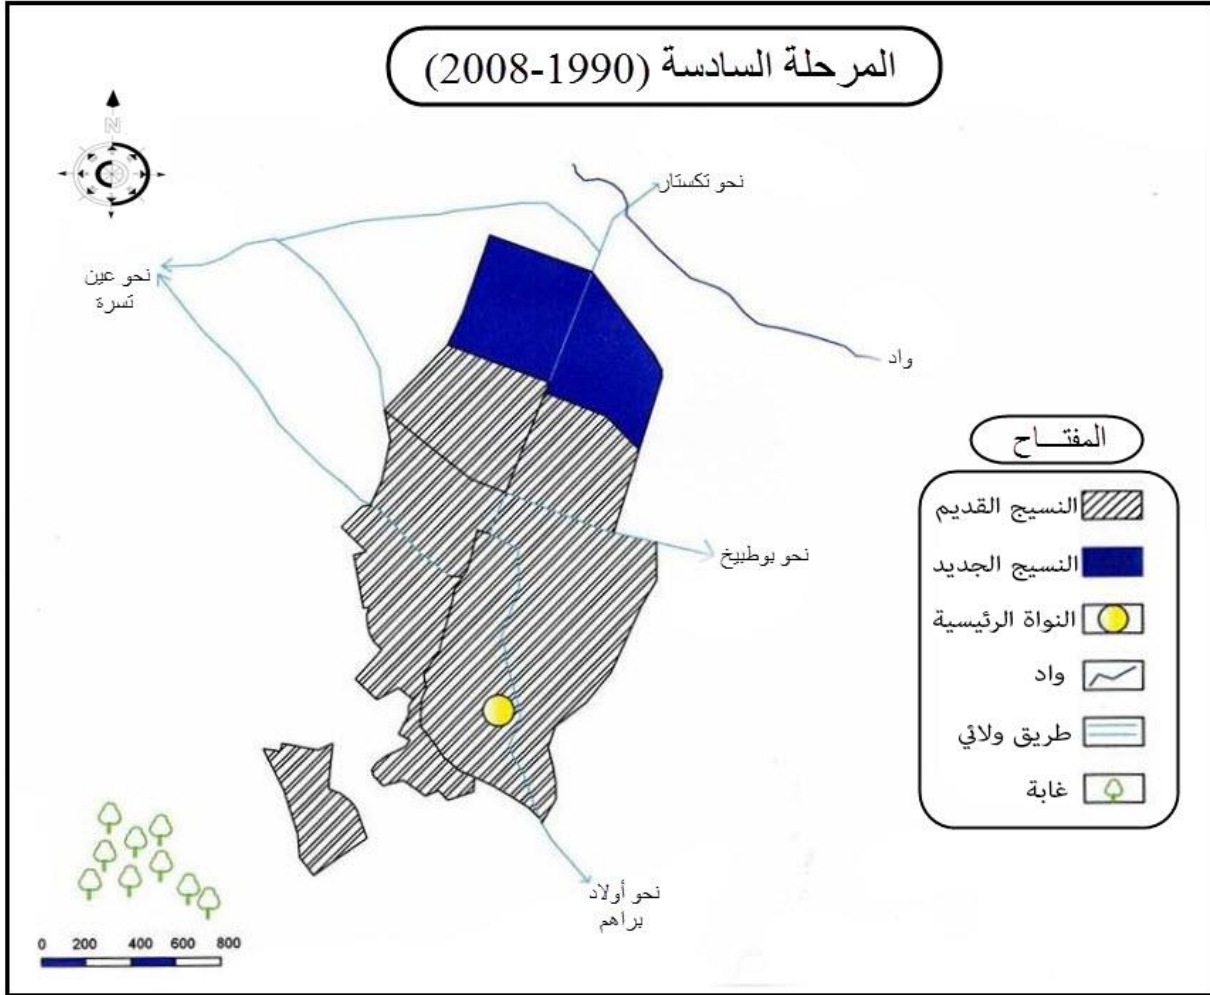 المرحلة السادسة (1990-2008)
N
نحو تكستار
نحو عين
تسرة
واد
المفتـــاح
النسيج القديم
النسيج الجديد
النواة الرئيسية
واد
طريق ولائي
غابة
نحو بوطبيخ
نحو أولاد
براهم
0 200 400 600 800